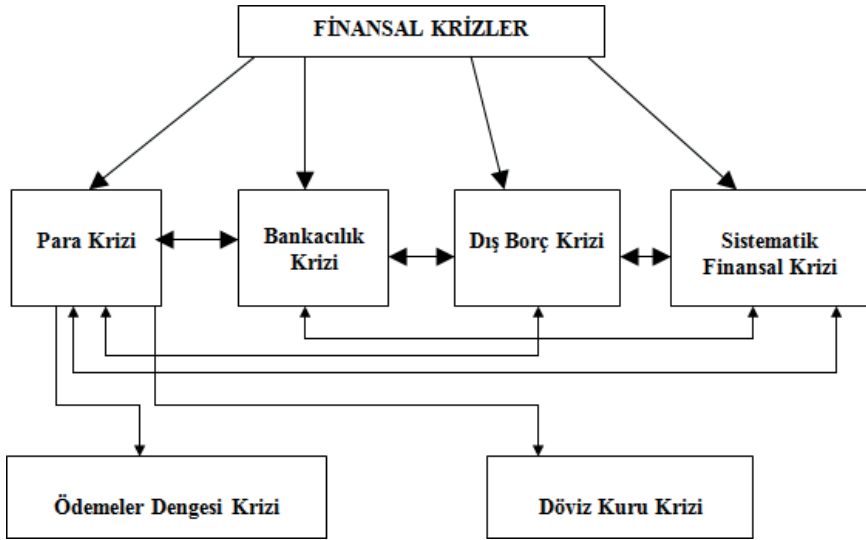 FİNANSAL KRİZLER
Para Krizi
Bankacılık
Krizi
Dış Borç Krizi
Sistematik
Finansal Krizi
Ödemeler Dengesi Krizi
Döviz Kuru Krizi